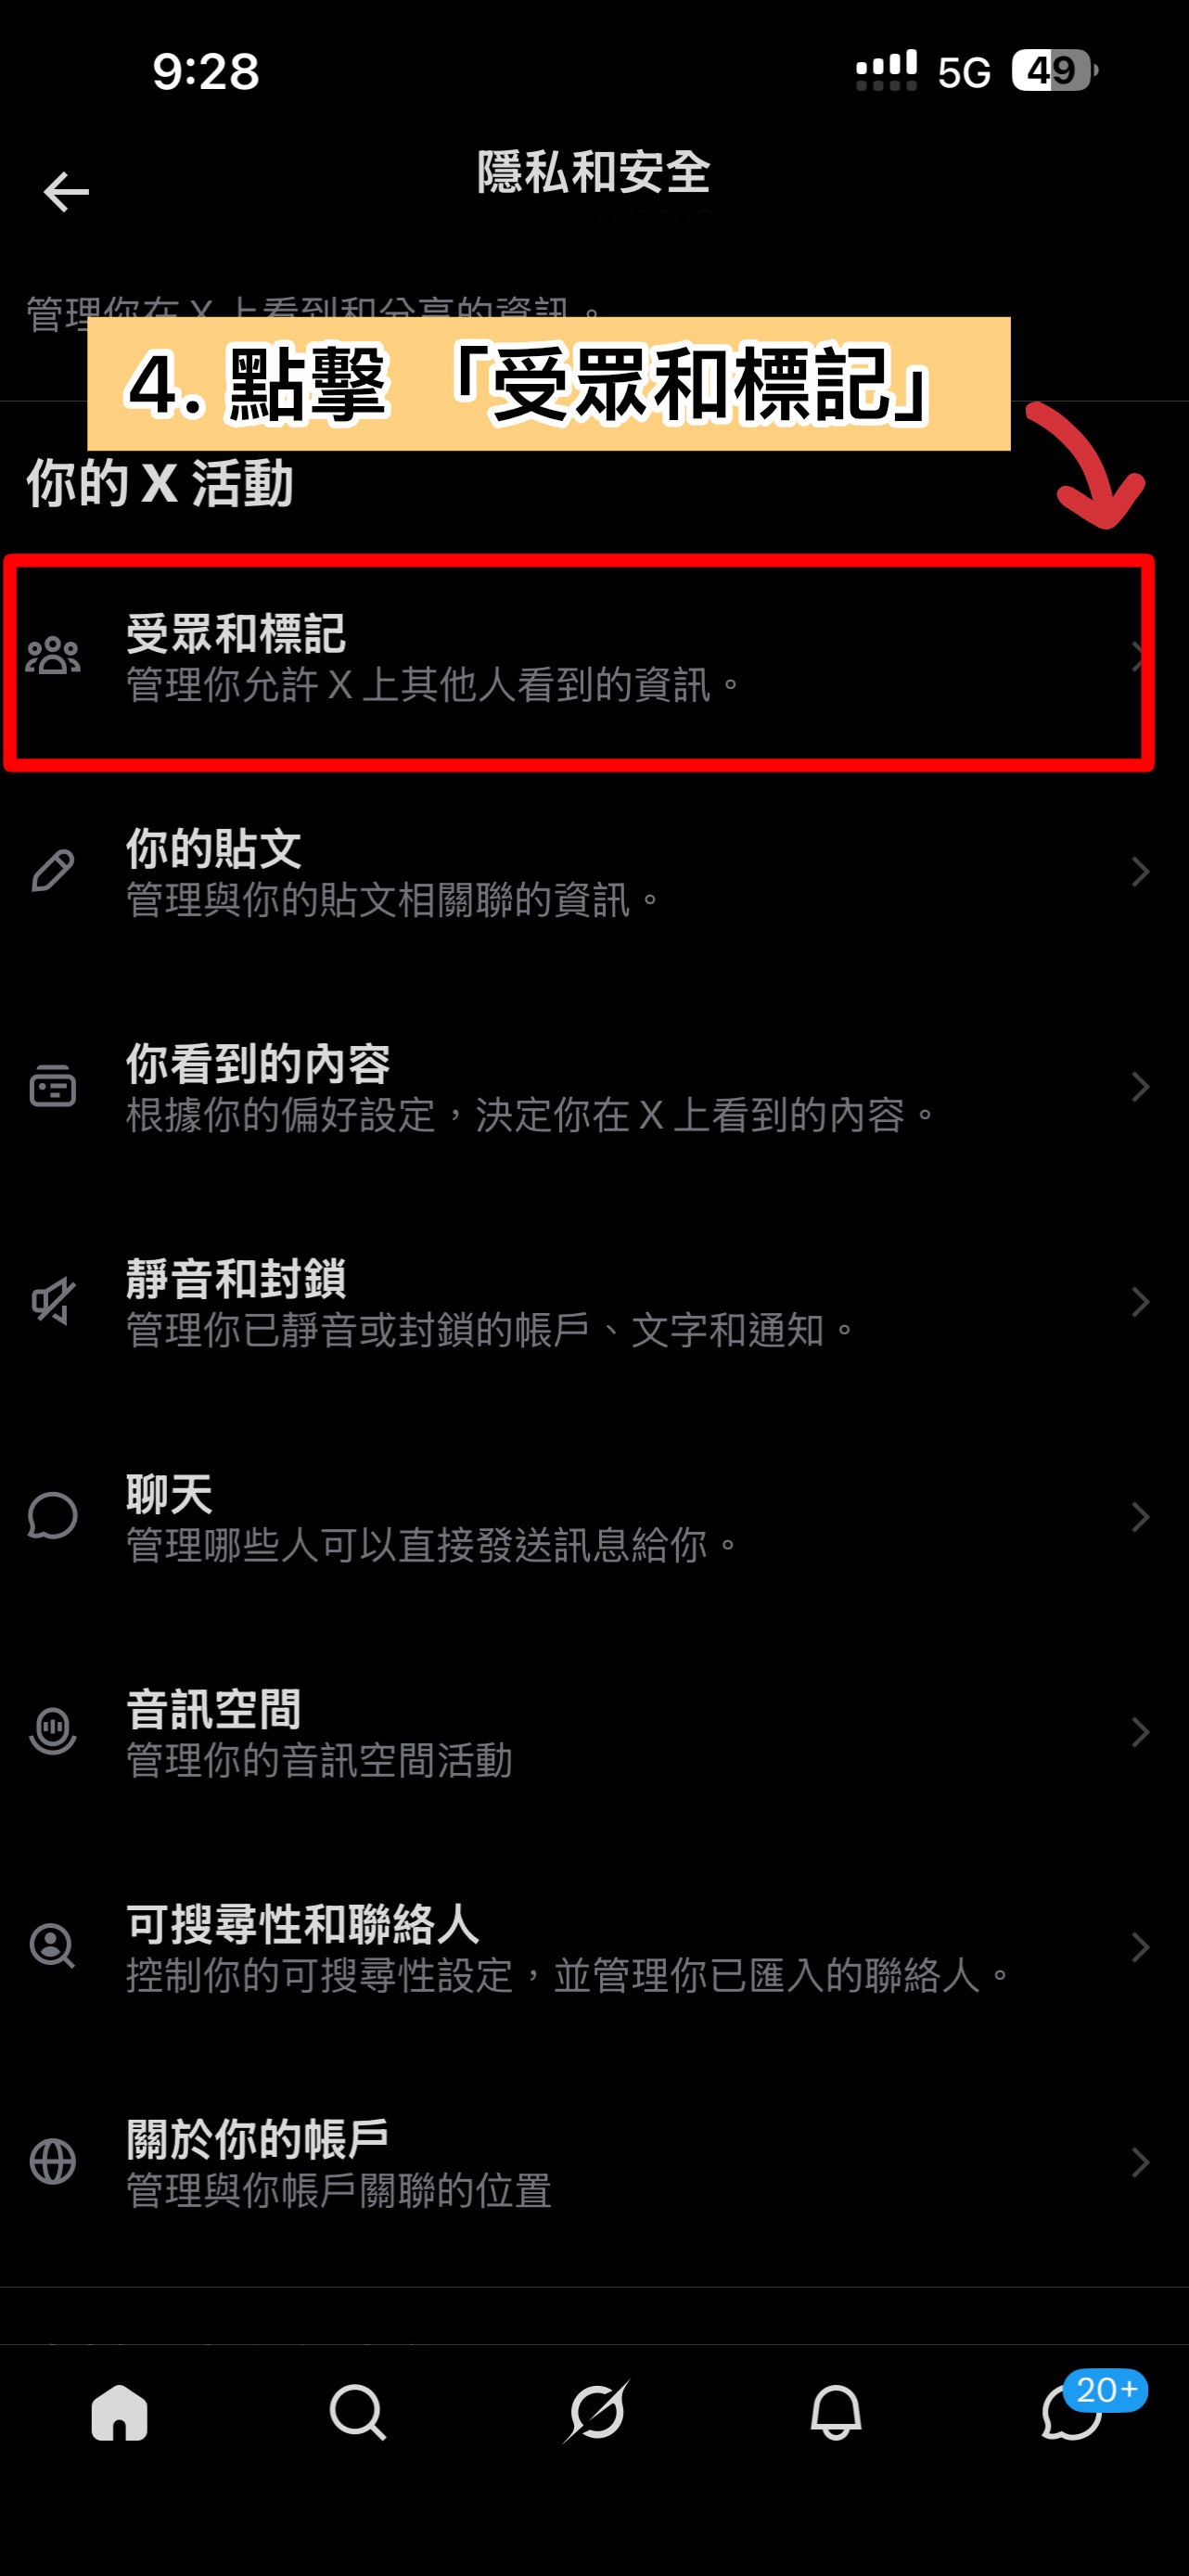 9:28
5G
49
隱私和安全
管理你在 X 上看到和分享的資訊。
4. 點擊 「受眾和標記」
你的 X 活動
受眾和標記
管理你允許 X 上其他人看到的資訊。
你的貼文
管理與你的貼文相關聯的資訊。
你看到的內容
根據你的偏好設定，決定你在 X 上看到的內容。
靜音和封鎖
管理你已靜音或封鎖的帳戶、文字和通知。
聊天
管理哪些人可以直接發送訊息給你。
音訊空間
管理你的音訊空間活動
可搜尋性和聯絡人
控制你的可搜尋性設定，並管理你已匯入的聯絡人。
關於你的帳戶
管理與你帳戶關聯的位置
20+